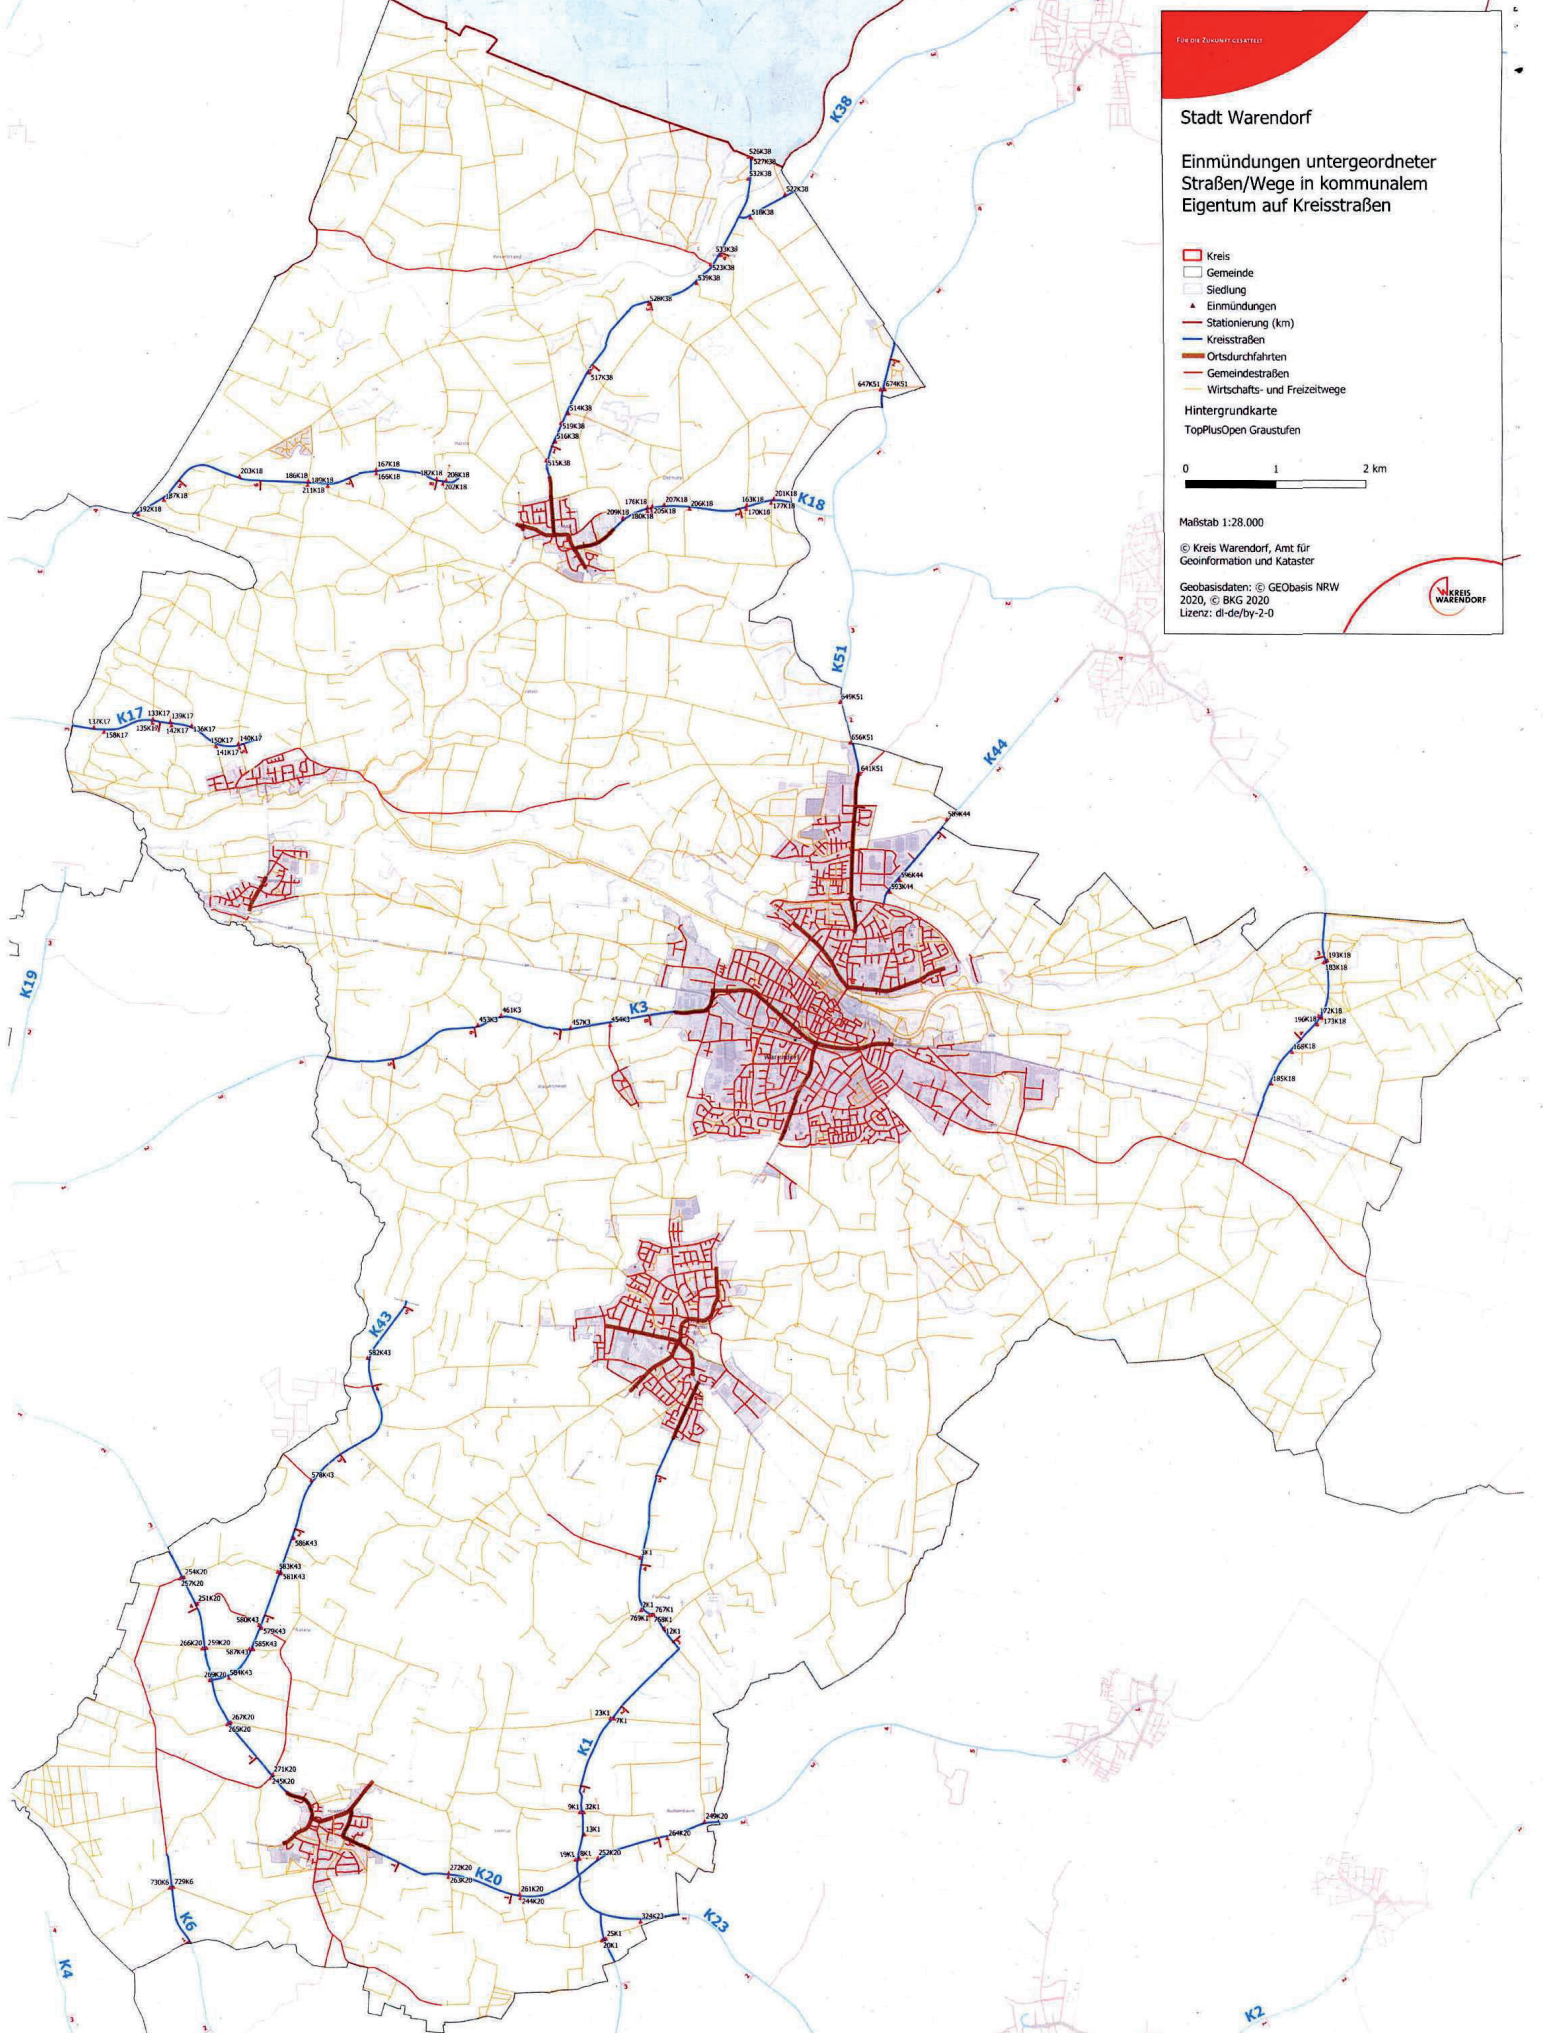 FÜR DIE ZUKUNFT GESATTELT
Stadt Warendorf
Einmündungen untergeordneter
Straßen/Wege in kommunalem
Eigentum auf Kreisstraßen
Kreis
Gemeinde
Siedlung
Einmündungen
Stationierung (km)
Kreisstraßen
Ortsdurchfahrten
Gemeindestraßen
Wirtschafts- und Freizeitwege
Hintergrundkarte
TopPlusOpen Graustufen
0 1 2 km
Maßstab 1:28.000
© Kreis Warendorf, Amt für
Geoinformation und Kataster
Geobasisdaten: © GEObasis NRW
2020, © BKG 2020
Lizenz: dl-de/by-2-0
KREIS
WARENDORF
K38
526K38
527K38
532K38
522K38
518K38
533K38
523K38
539K38
528K38
517K38
647K51 674K51
514K38
519K38
516K38
515K38
203K18
186K18
189K18
211K18
167K18
166K18
182K18
208K18
202K18
187K18
192K18
176K18
207K18
209K18
180K18
205K18
206K18
163K18
170K18
201K18
177K18
K18
K51
649K51
656K51
641K51
K17
133K17
139K17
158K17
135K17
142K17
136K17
150K17
140K17
141K17
K44
589K44
596K44
593K44
K19
K3
461K3
453K3
457K3
454K3
Warendorf
193K18
183K18
172K18
196K18
173K18
168K18
185K18
K43
582K43
578K43
586K43
583K43
581K43
254K20
257K20
251K20
580K43
579K43
266K20 259K20
585K43
587K43
269K20
584K43
267K20
265K20
271K20
245K20
2K1
767K1
769K1
768K1
12K1
23K1
7K1
K1
9K1 32K1
13K1
19K1 8K1
252K20
264K20
249K20
272K20
263K20
K20
261K20
244K20
730K6 729K6
K6
K4
324K23
K23
25K1
20K1
K2